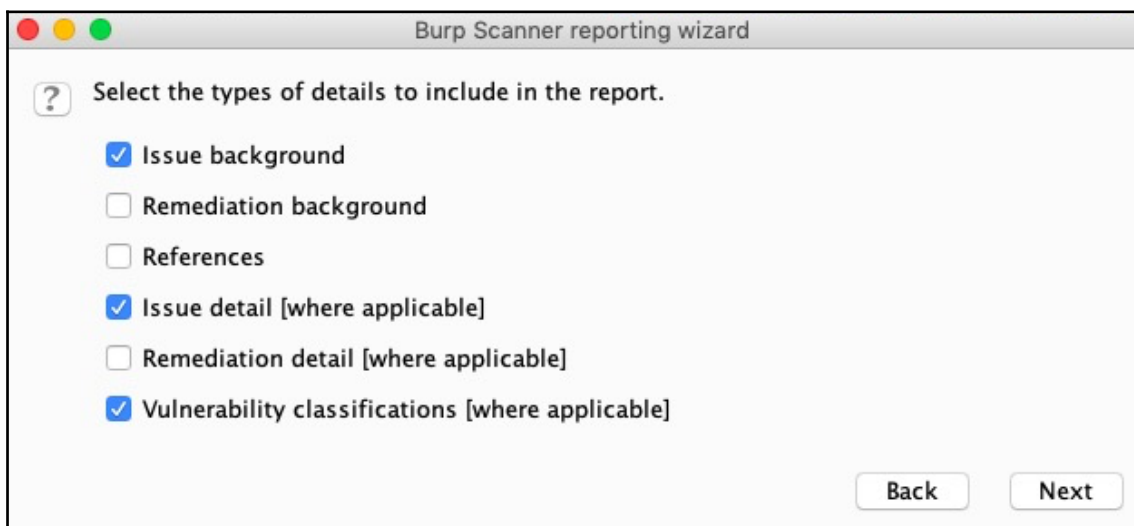 Burp Scanner reporting wizard
?
Select the types of details to include in the report.
Issue background
Remediation background
References
Issue detail [where applicable]
Remediation detail [where applicable]
Vulnerability classifications [where applicable]
Back Next